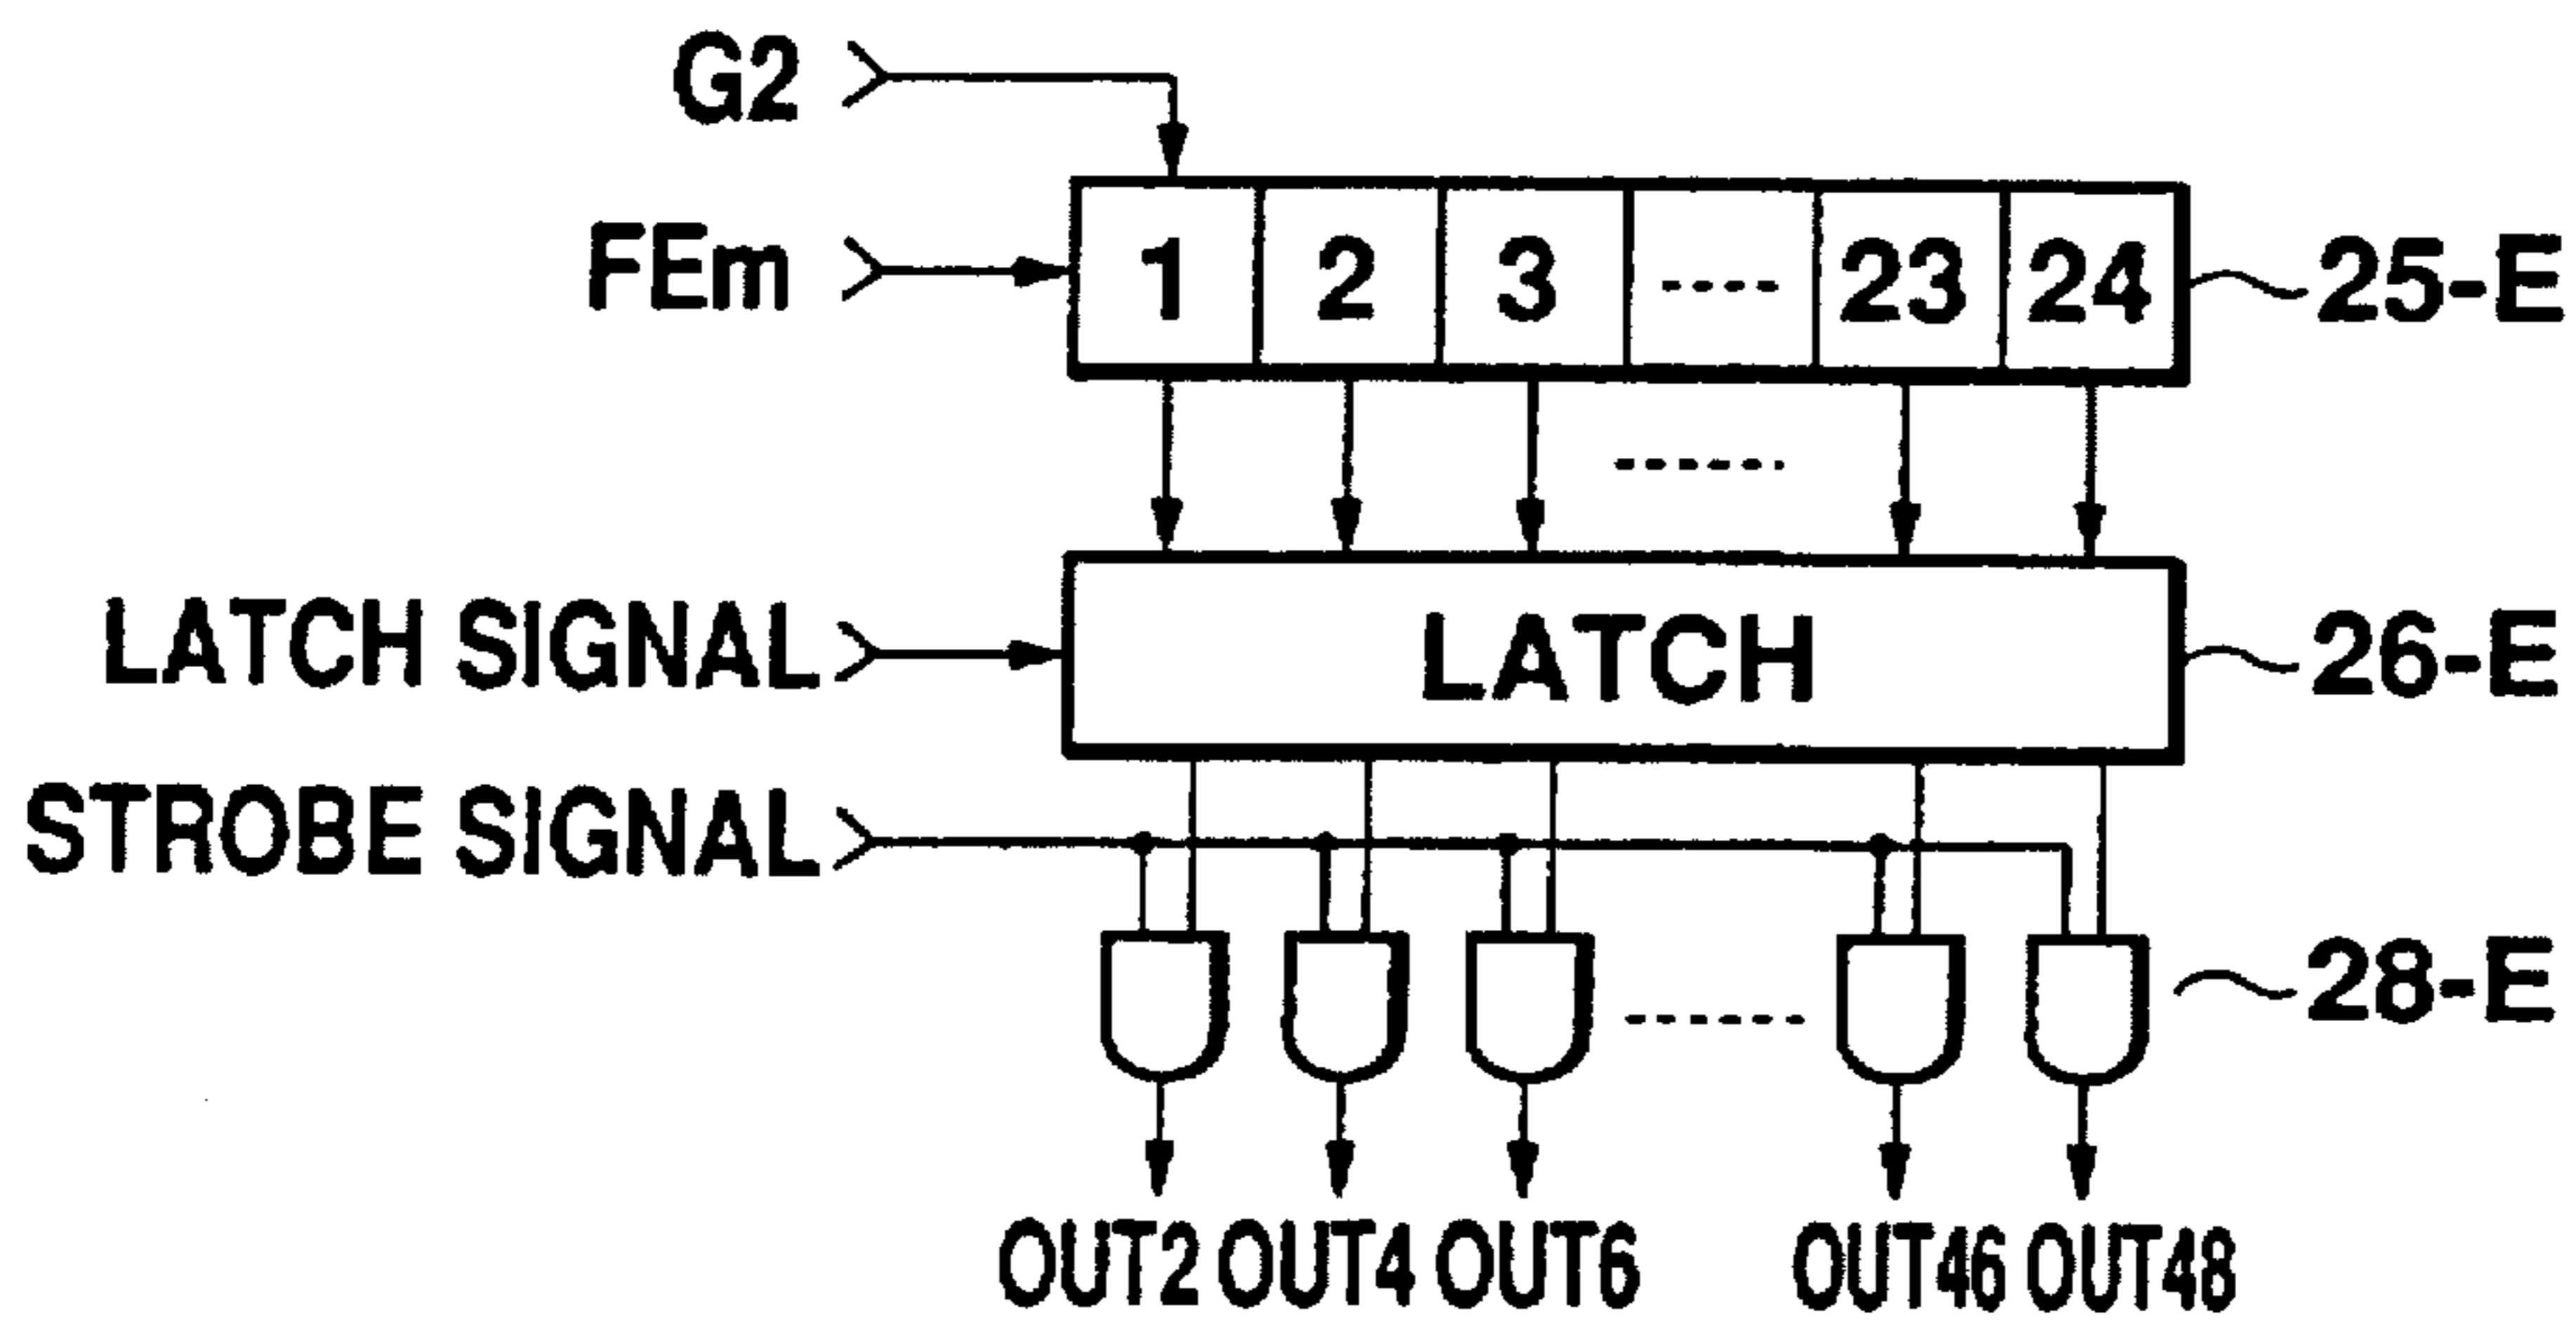 G2
FEm
1 2 3 ---- 23 24
25-E
LATCH SIGNAL
LATCH
26-E
STROBE SIGNAL
28-E
OUT2 OUT4 OUT6 OUT46 OUT48